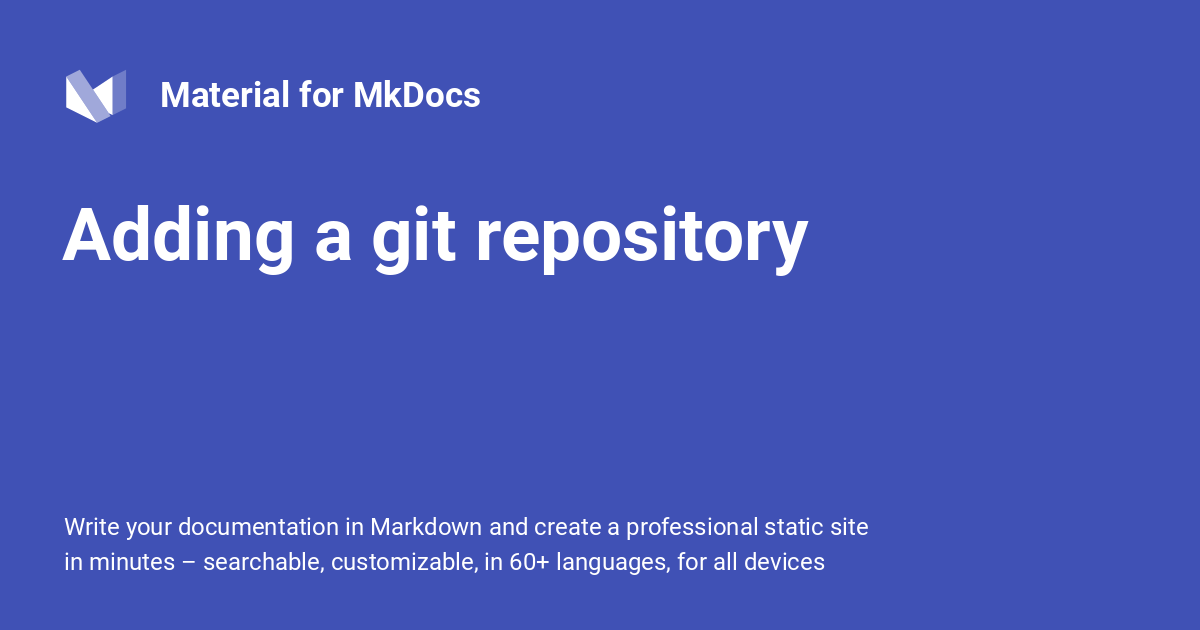 Material for MkDocs
Adding a git repository
Write your documentation in Markdown and create a professional static site
in minutes – searchable, customizable, in 60+ languages, for all devices